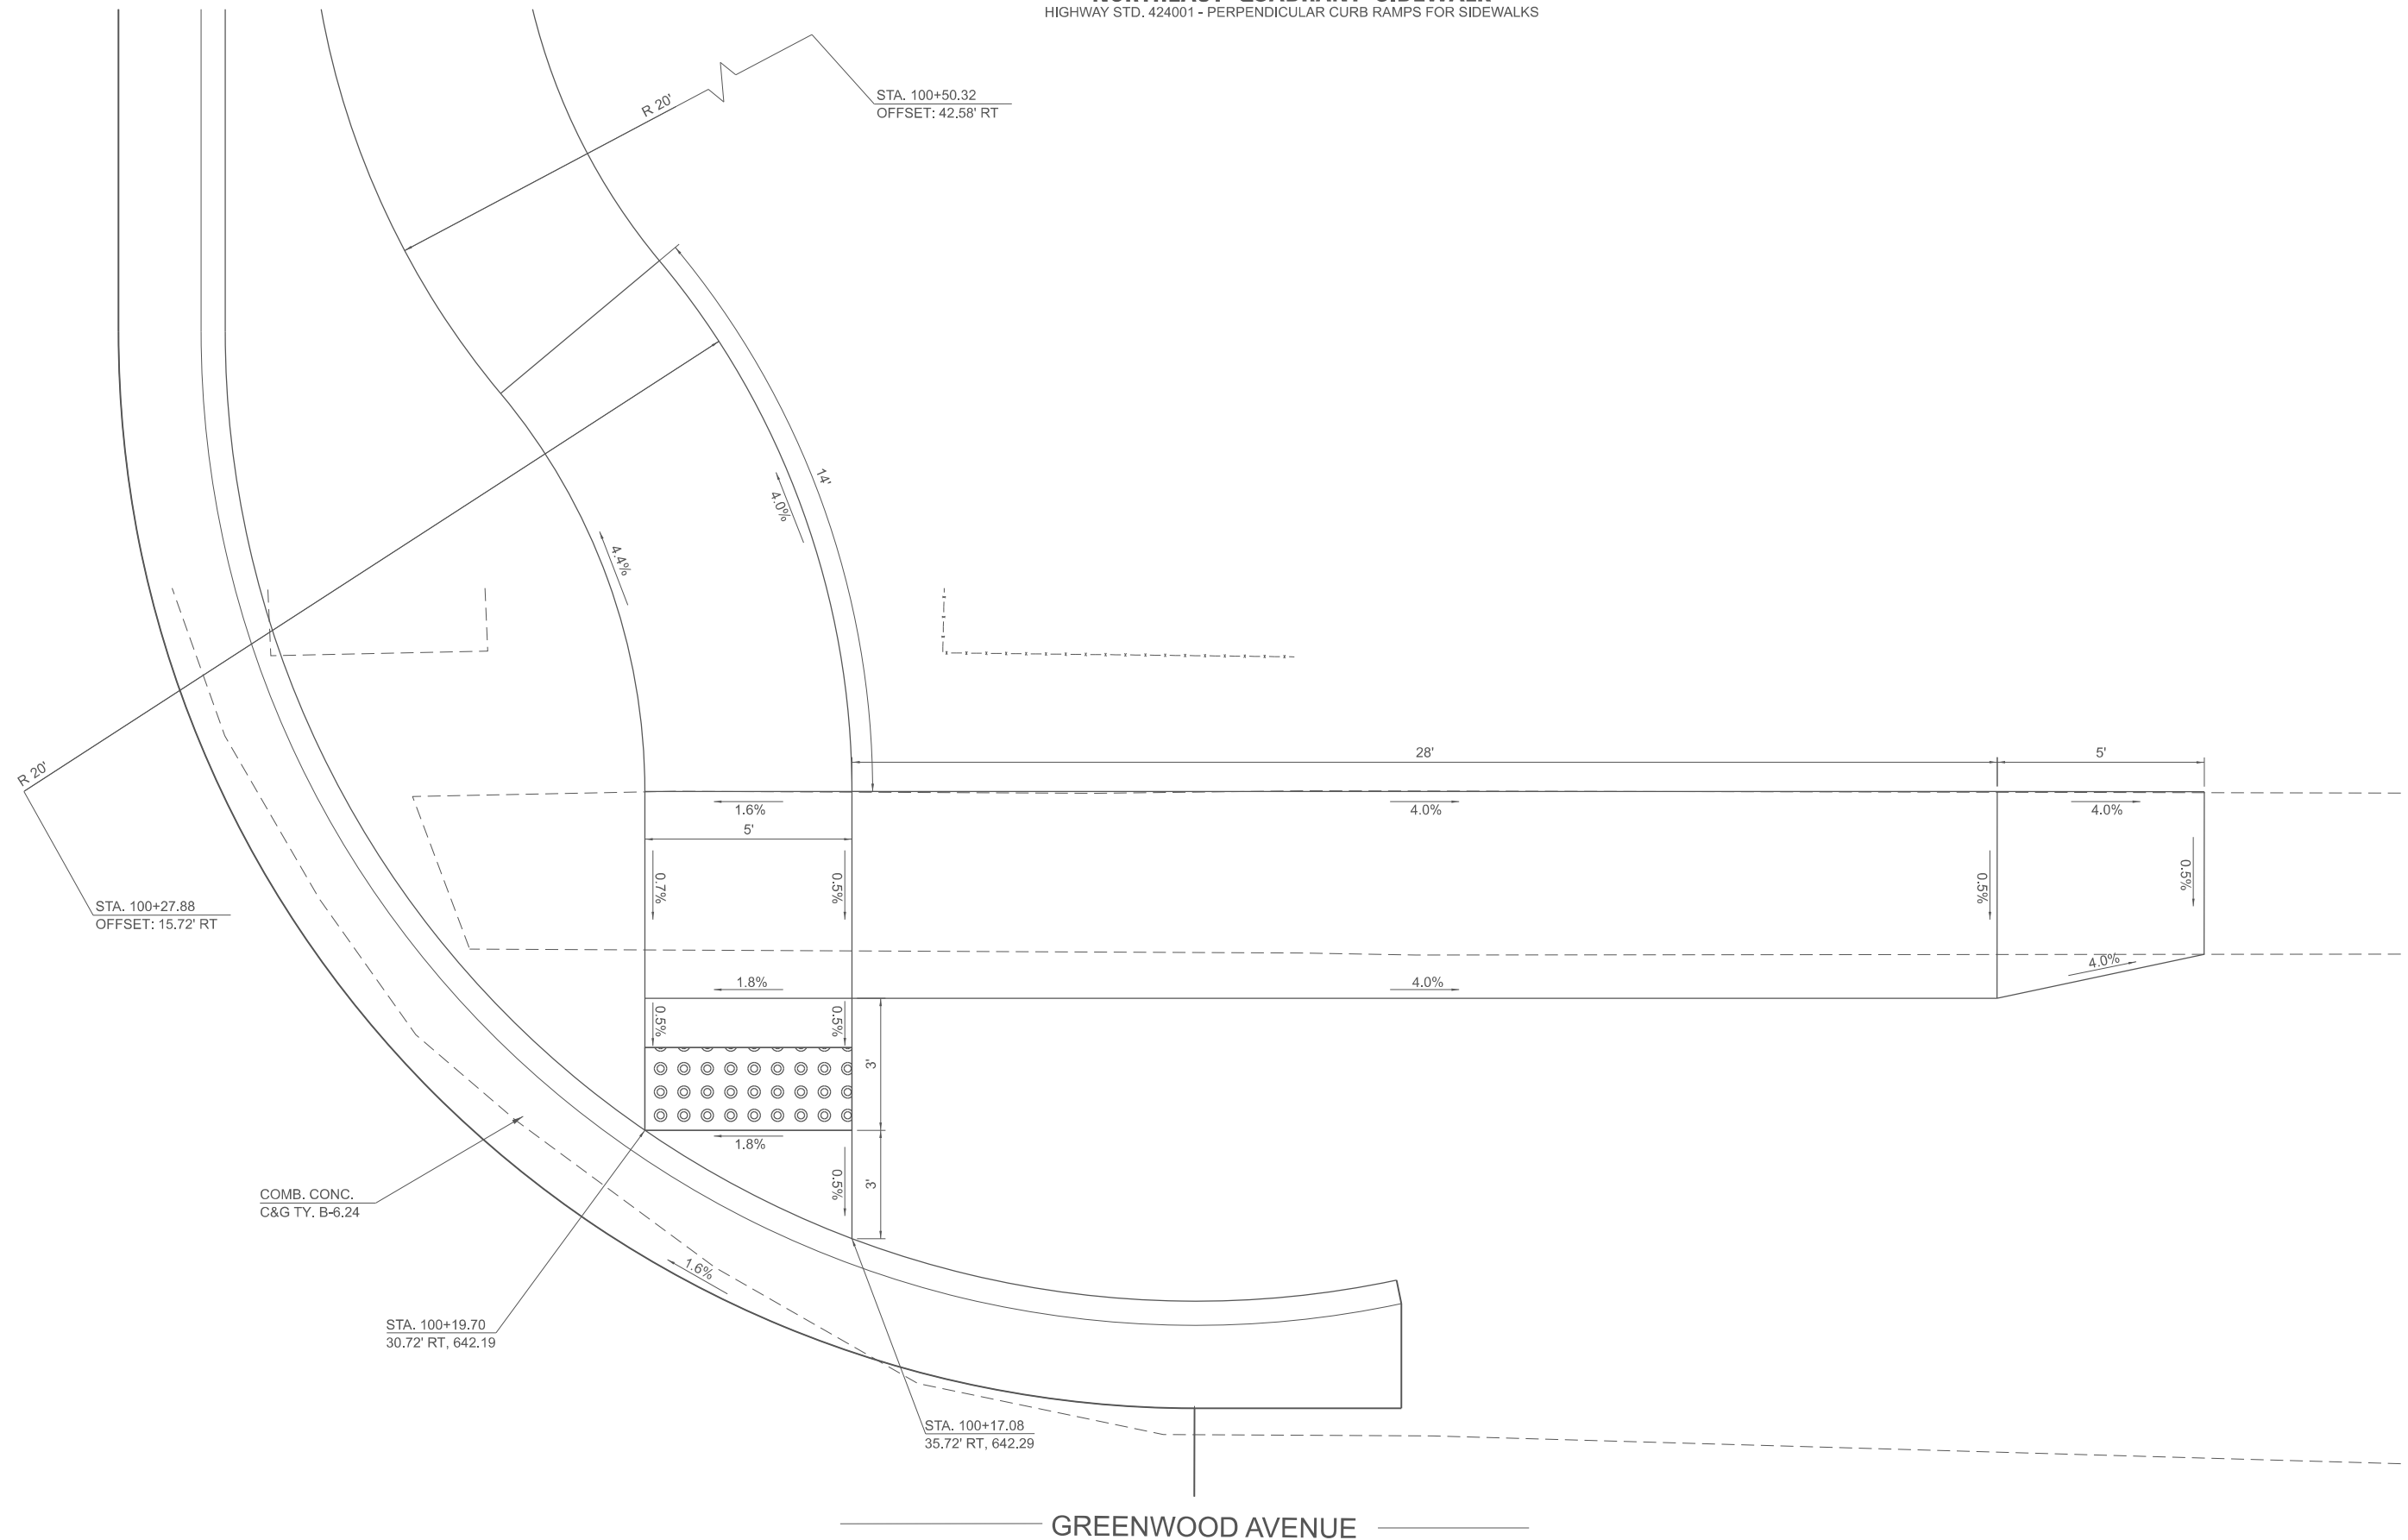 NORTHEAST QUADRANT SIDEWALK
HIGHWAY STD. 424001 - PERPENDICULAR CURB RAMPS FOR SIDEWALKS
R 20'
STA. 100+50.32
OFFSET: 42.58' RT
14'
4.0%
4.4%
28'
5'
R 20'
1.6%
4.0%
4.0%
5'
0.7%
0.5%
0.5%
0.5%
STA. 100+27.88
OFFSET: 15.72' RT
4.0%
1.8%
4.0%
0.5%
0.5%
3'
1.8%
0.5%
3'
COMB. CONC.
C&G TY. B-6.24
1.6%
STA. 100+19.70
30.72' RT, 642.19
STA. 100+17.08
35.72' RT, 642.29
GREENWOOD AVENUE